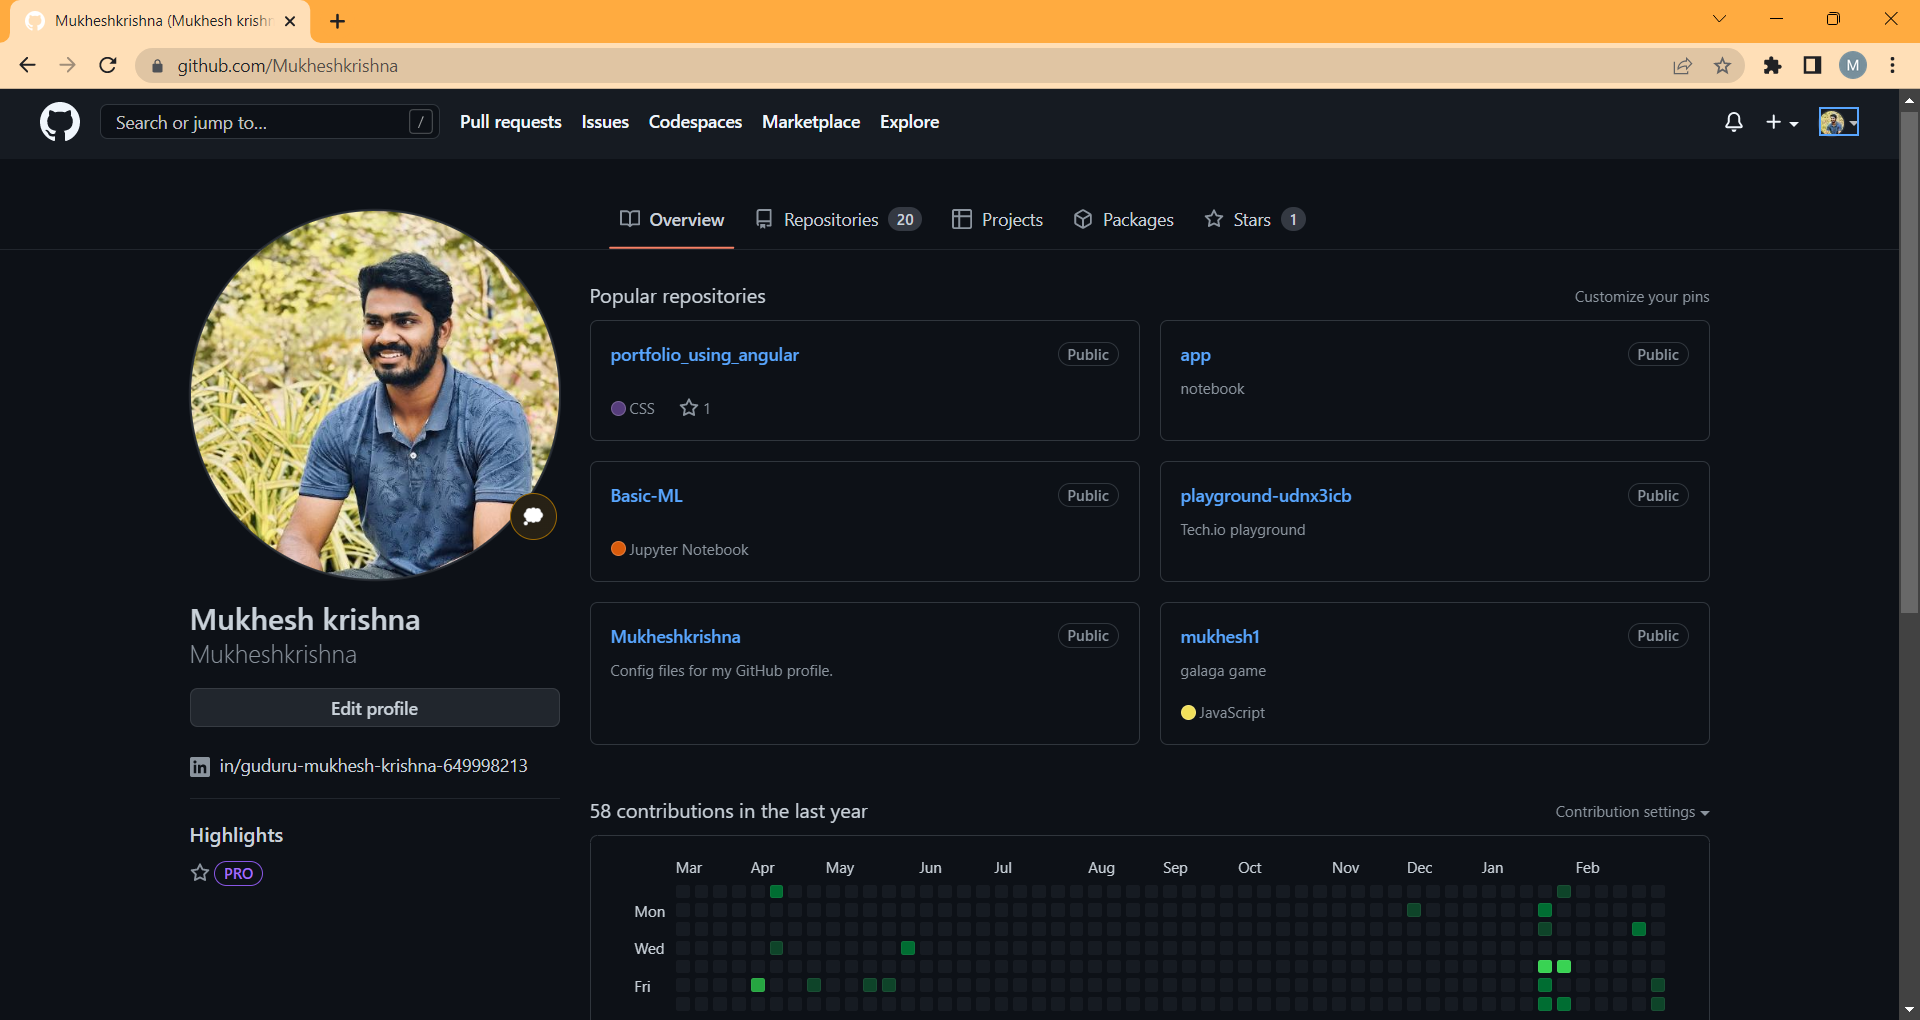 Mukheshkrishna (Mukhesh krishn
github.com/Mukheshkrishna
M
Search or jump to... /
Pull requests Issues Codespaces Marketplace Explore
Overview Repositories 20 Projects Packages Stars 1
Popular repositories
Customize your pins
portfolio_using_angular Public
CSS 1
app Public
notebook
Basic-ML Public
Jupyter Notebook
playground-udnx3icb Public
Tech.io playground
Mukheshkrishna Public
Config files for my GitHub profile.
mukhesh1 Public
galaga game
JavaScript
Mukhesh krishna
Mukheshkrishna
Edit profile
in in/guduru-mukhesh-krishna-649998213
Highlights
PRO
58 contributions in the last year
Contribution settings
Mar Apr May Jun Jul Aug Sep Oct Nov Dec Jan Feb
Mon
Wed
Fri